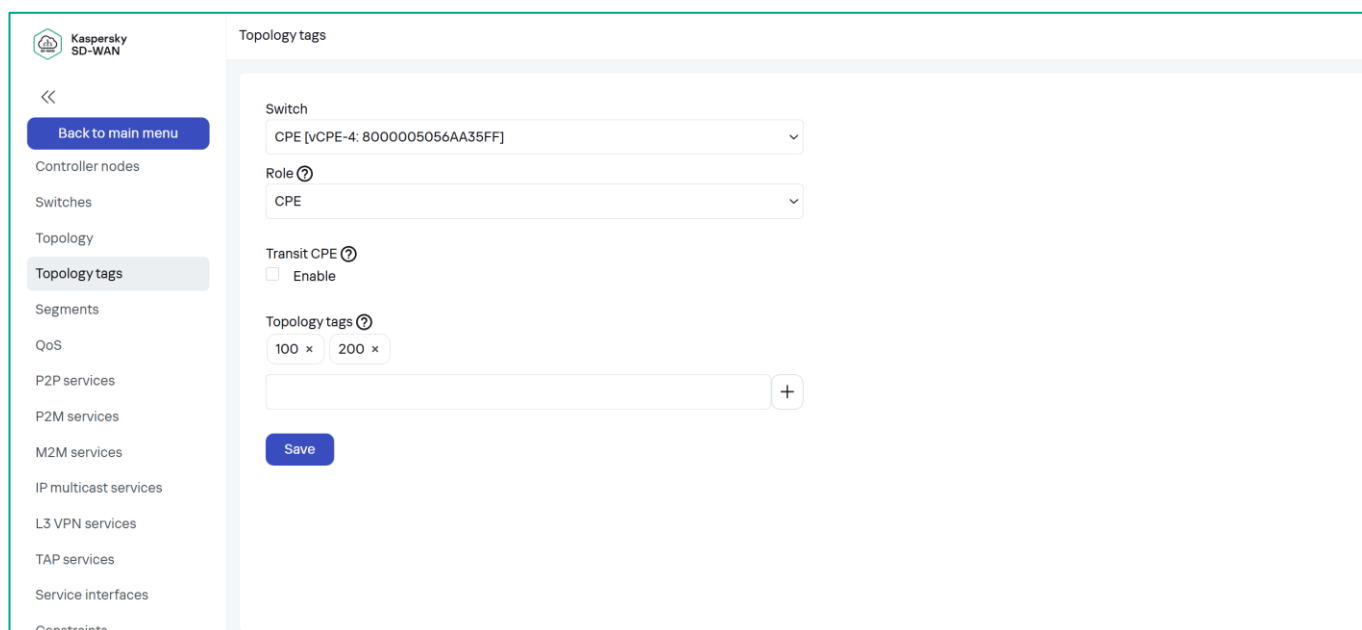 Kaspersky
SD-WAN
Topology tags
Back to main menu
Controller nodes
Switches
Topology
Topology tags
Segments
QoS
P2P services
P2M services
M2M services
IP multicast services
L3 VPN services
TAP services
Service interfaces
Constraints
Switch
CPE [vCPE-4: 8000005056AA35FF]
Role
CPE
Transit CPE
Enable
Topology tags
100 × 200 ×
Save